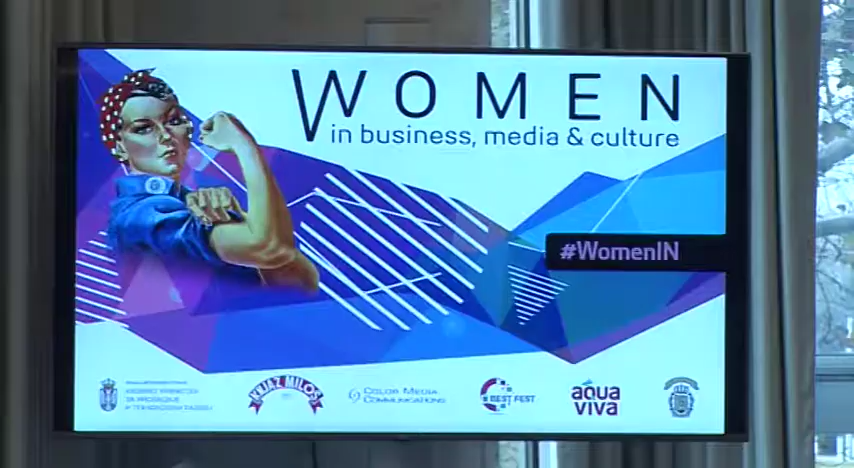 WOMEN
in business, media & culture
#WomenIN
KNJAZ MILOŠ
COLOR MEDIA
COMMUNICATIONS
BEST FEST
aqua
viva